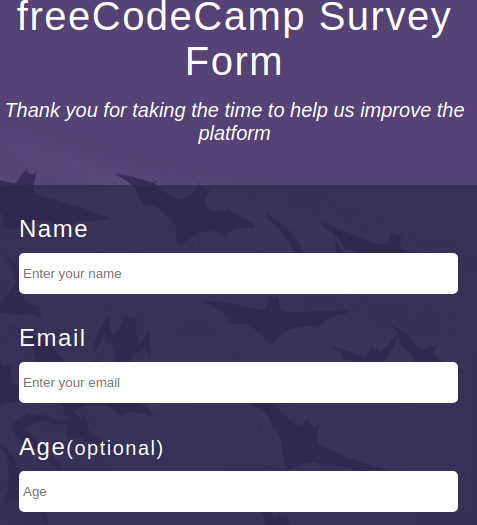 freeCodeCamp Survey
Form
Thank you for taking the time to help us improve the
platform
Name
Enter your name
Email
Enter your email
Age(optional)
Age